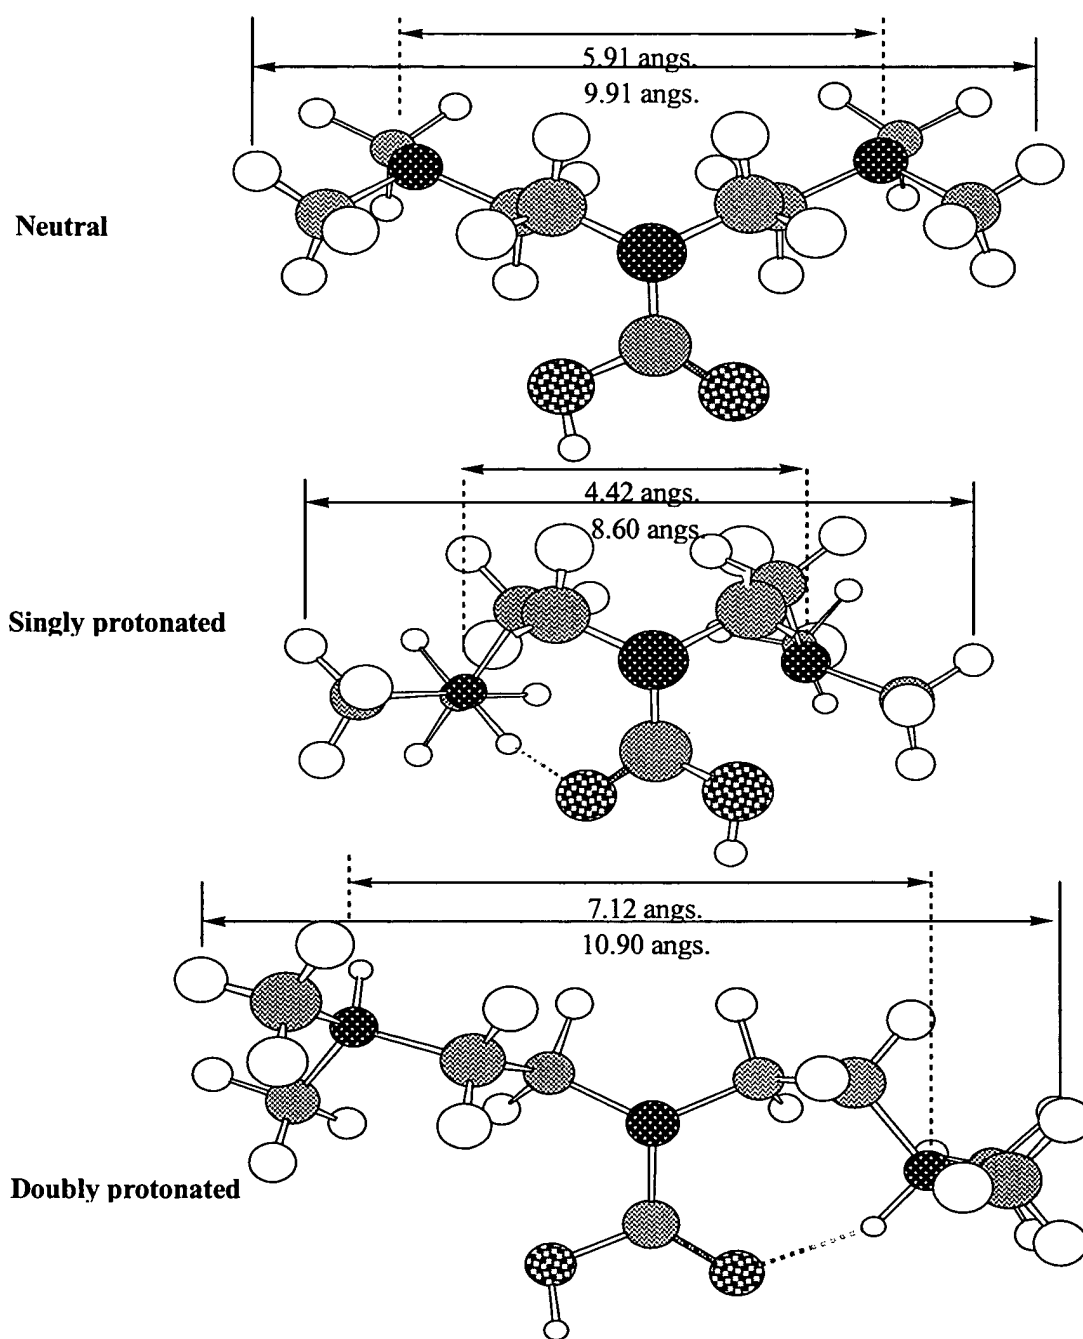 5.91 angs.
9.91 angs.
Neutral
4.42 angs.
8.60 angs.
Singly protonated
7.12 angs.
10.90 angs.
Doubly protonated